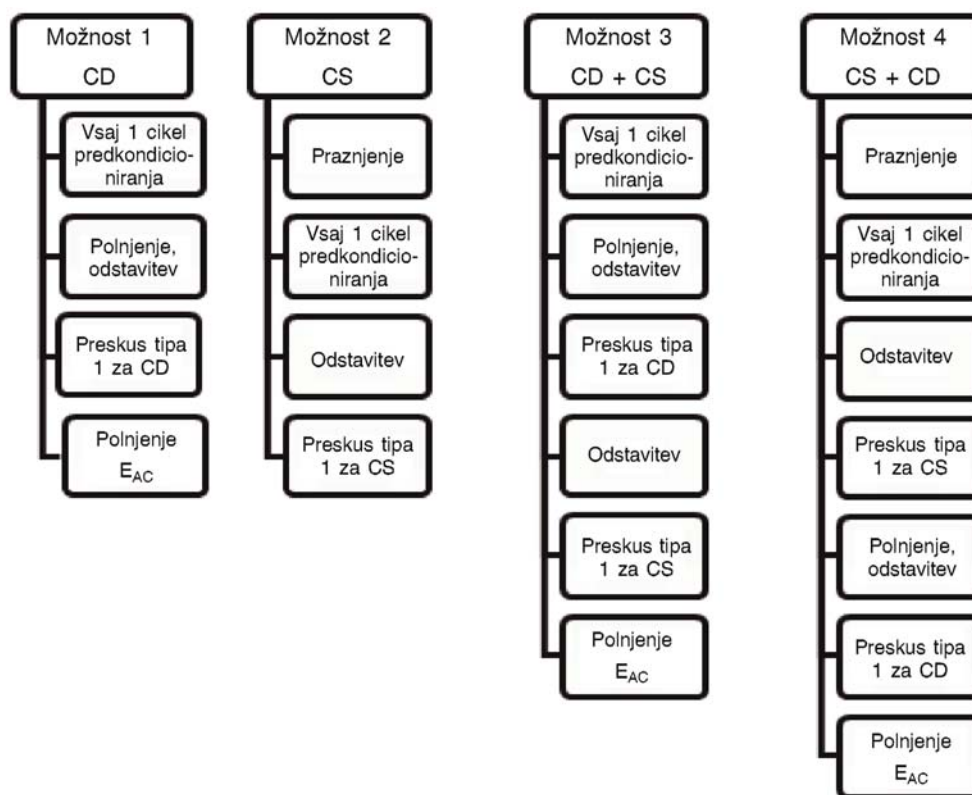 Možnost 1
CD
Vsaj 1 cikel
predkondicio-
niranja
Polnjenje,
odstavitev
Preskus tipa
1 za CD
Polnjenje
EAC
Možnost 2
CS
Praznjenje
Vsaj 1 cikel
predkondicio-
niranja
Odstavitev
Preskus tipa
1 za CS
Možnost 3
CD + CS
Vsaj 1 cikel
predkondicio-
niranja
Polnjenje,
odstavitev
Preskus tipa
1 za CD
Odstavitev
Preskus tipa
1 za CS
Polnjenje
EAC
Možnost 4
CS + CD
Praznjenje
Vsaj 1 cikel
predkondicio-
niranja
Odstavitev
Preskus tipa
1 za CS
Polnjenje,
odstavitev
Preskus tipa
1 za CD
Polnjenje
EAC